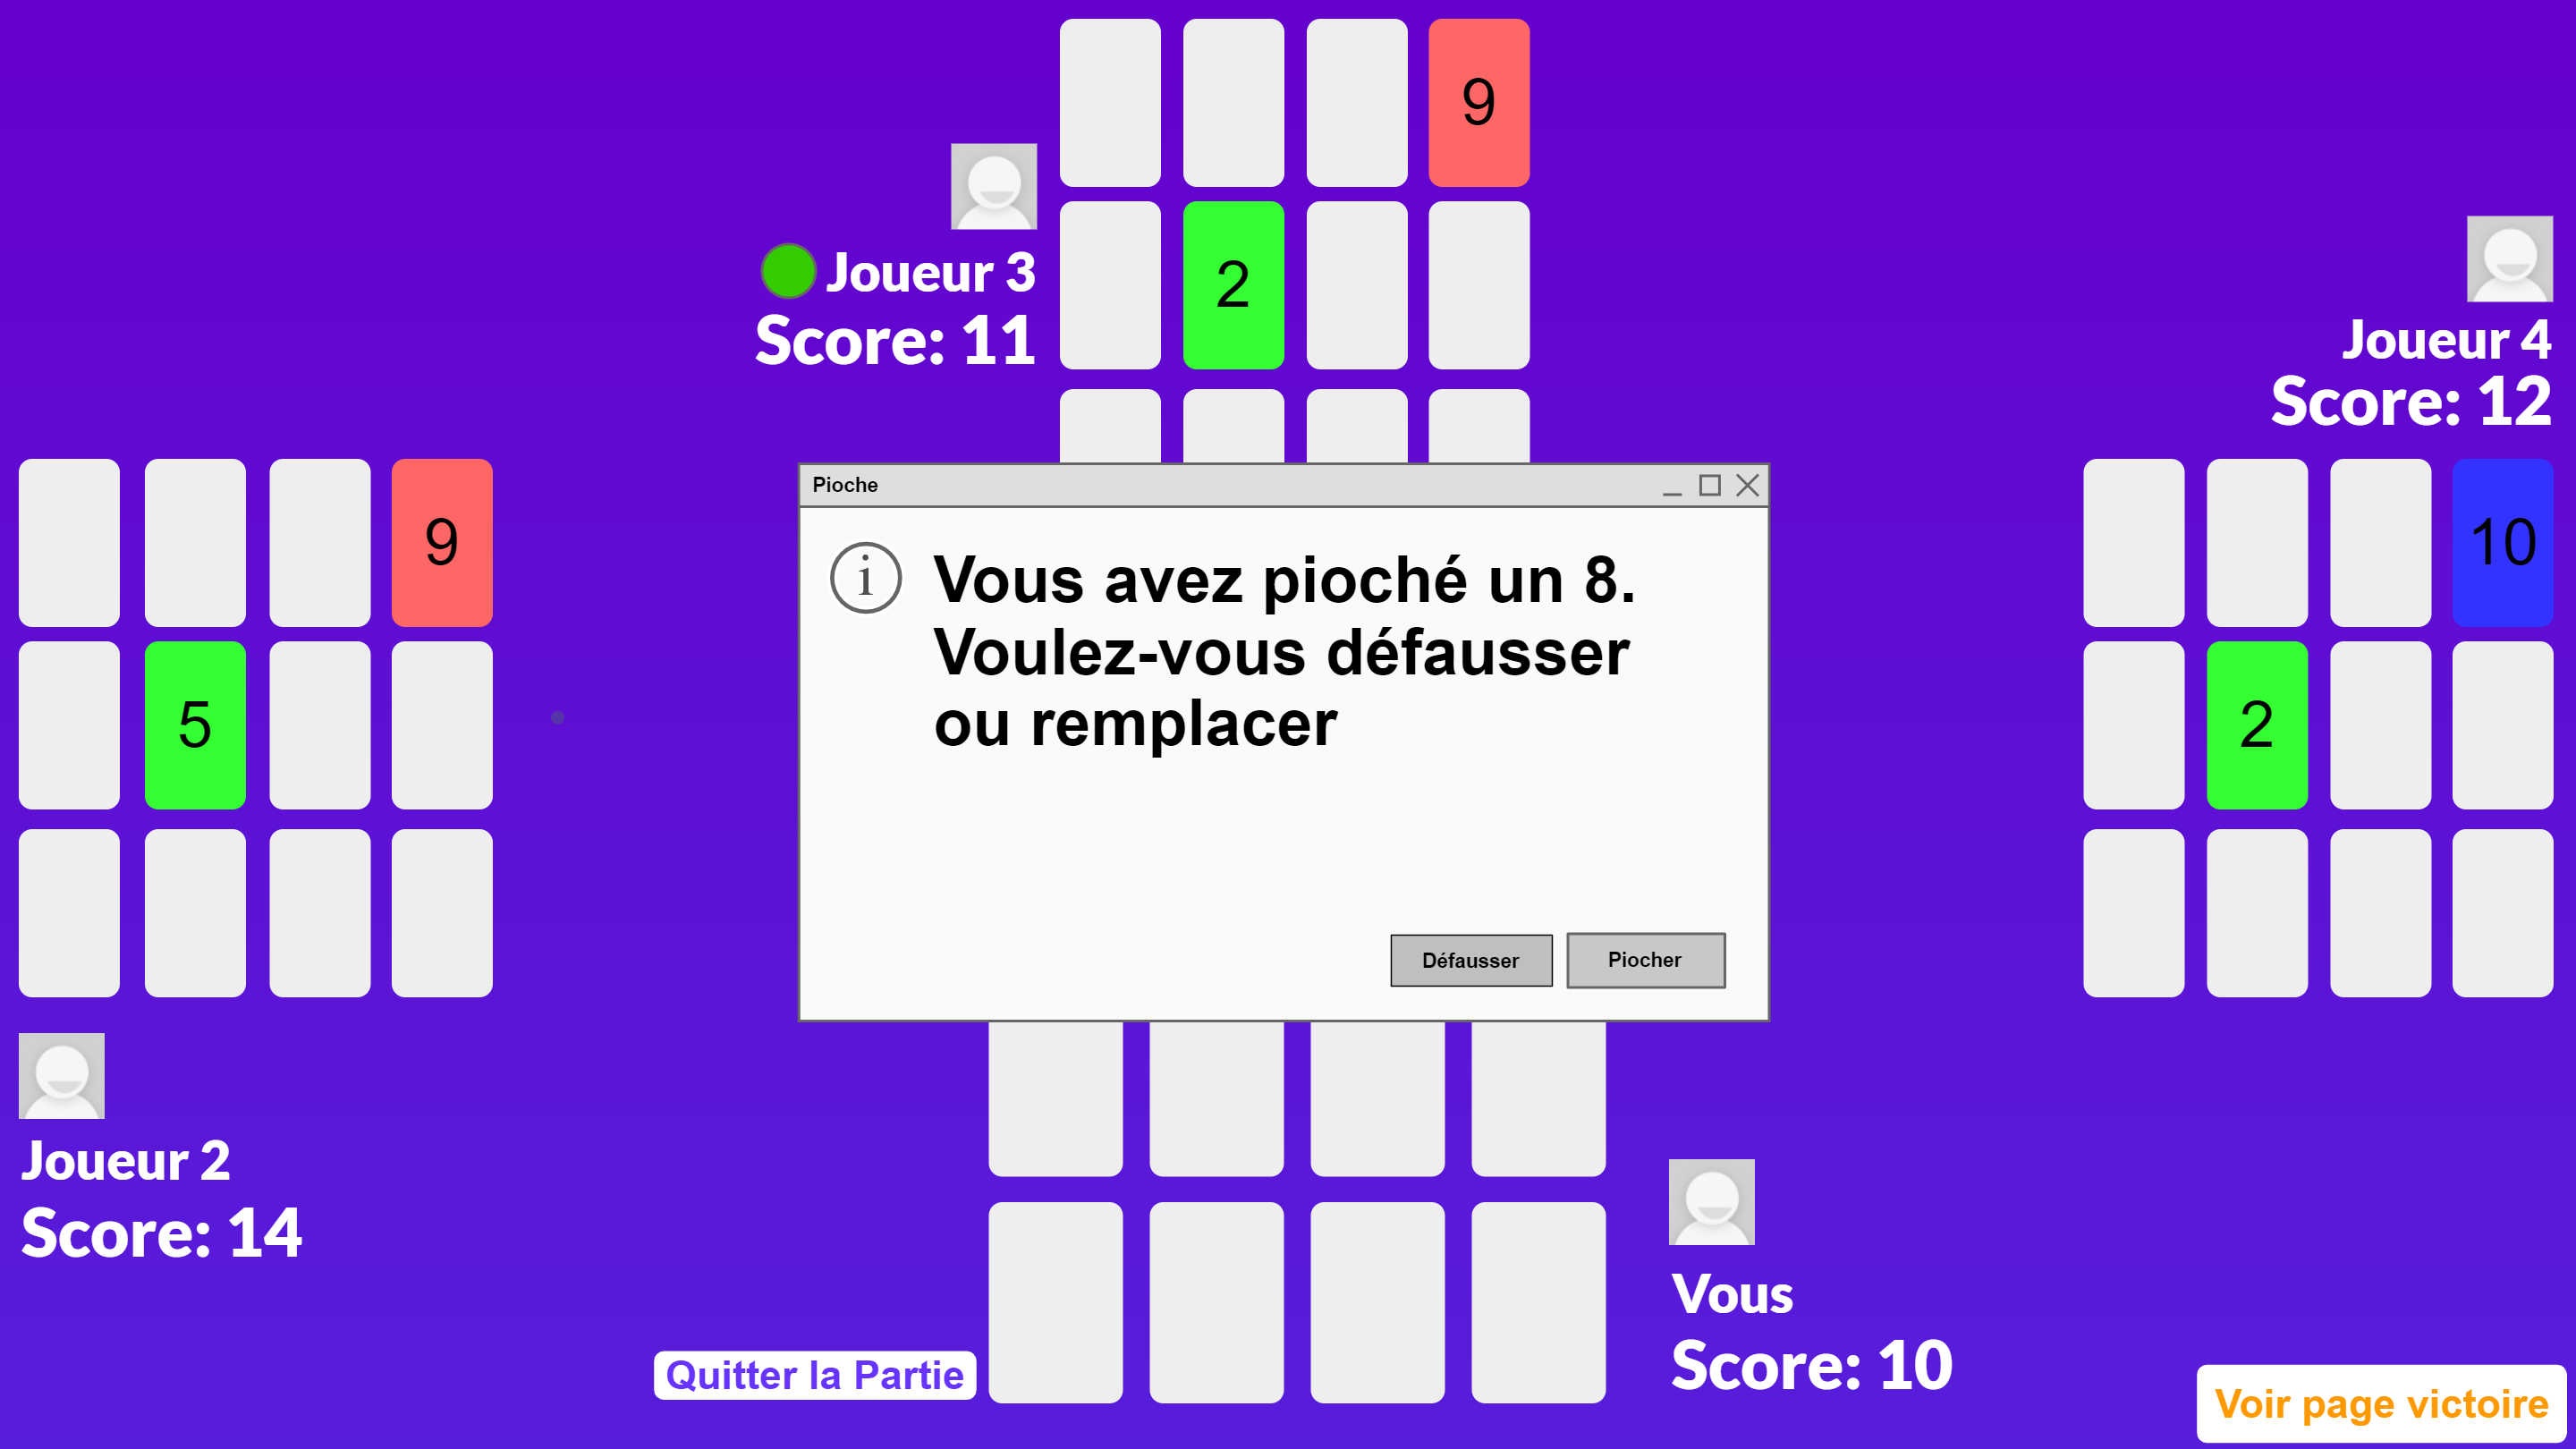 9
2
Joueur 3
Score: 11
Joueur 4
Score: 12
9
5
10
2
Pioche
i
Vous avez pioché un 8.
Voulez-vous défausser
ou remplacer
Défausser
Piocher
Joueur 2
Score: 14
Vous
Score: 10
Quitter la Partie
Voir page victoire